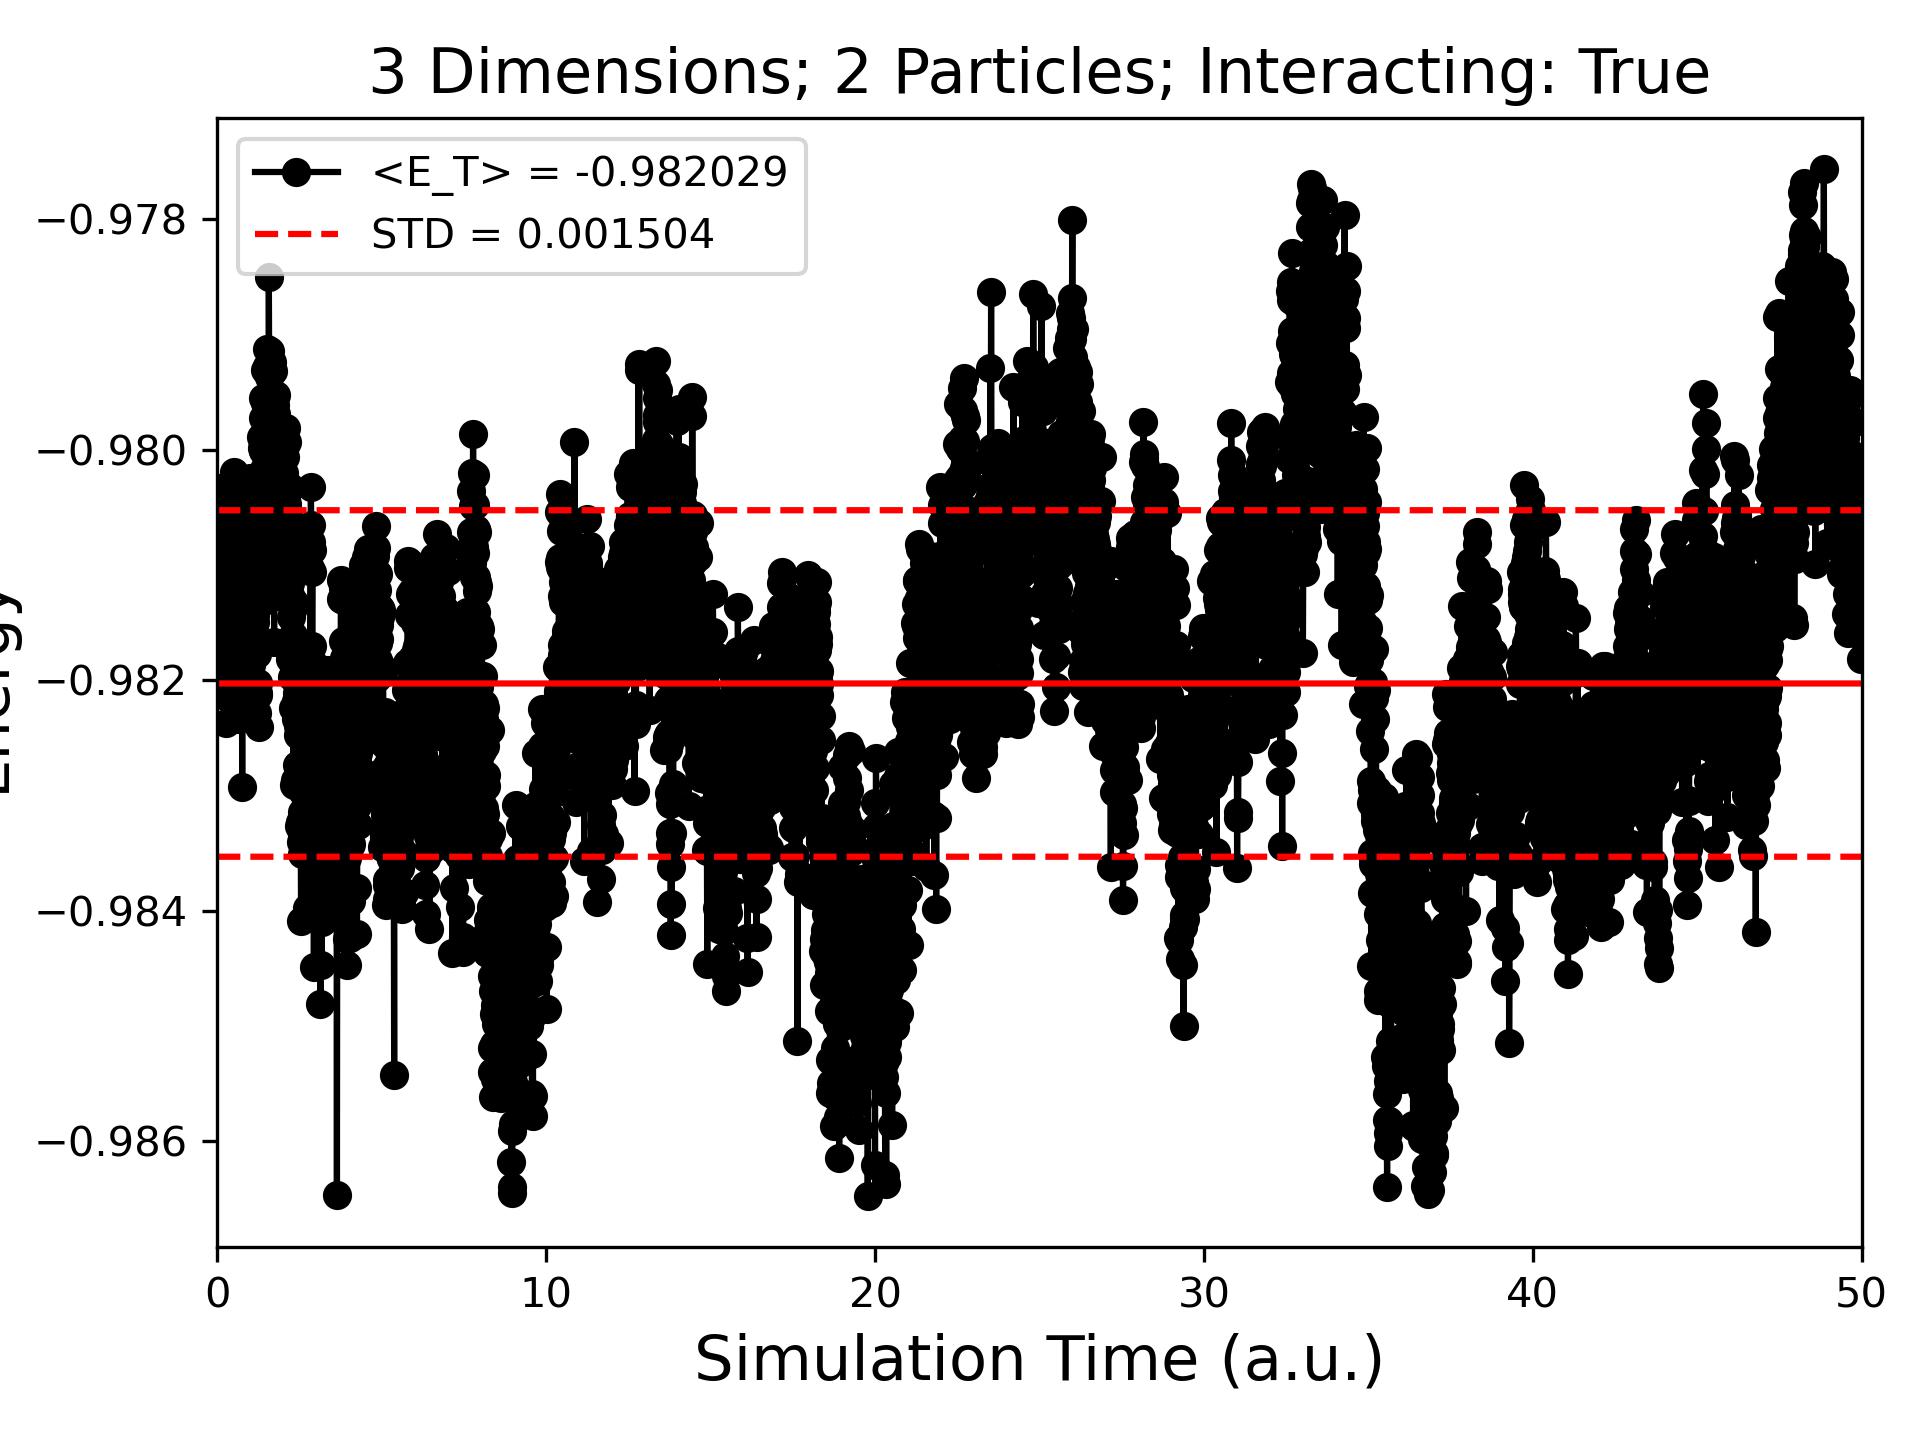 3 Dimensions; 2 Particles; Interacting: True
<E_T> = -0.982029
STD = 0.001504
−0.978
−0.980
−0.982
−0.984
−0.986
Energy
0 10 20 30 40 50
Simulation Time (a.u.)